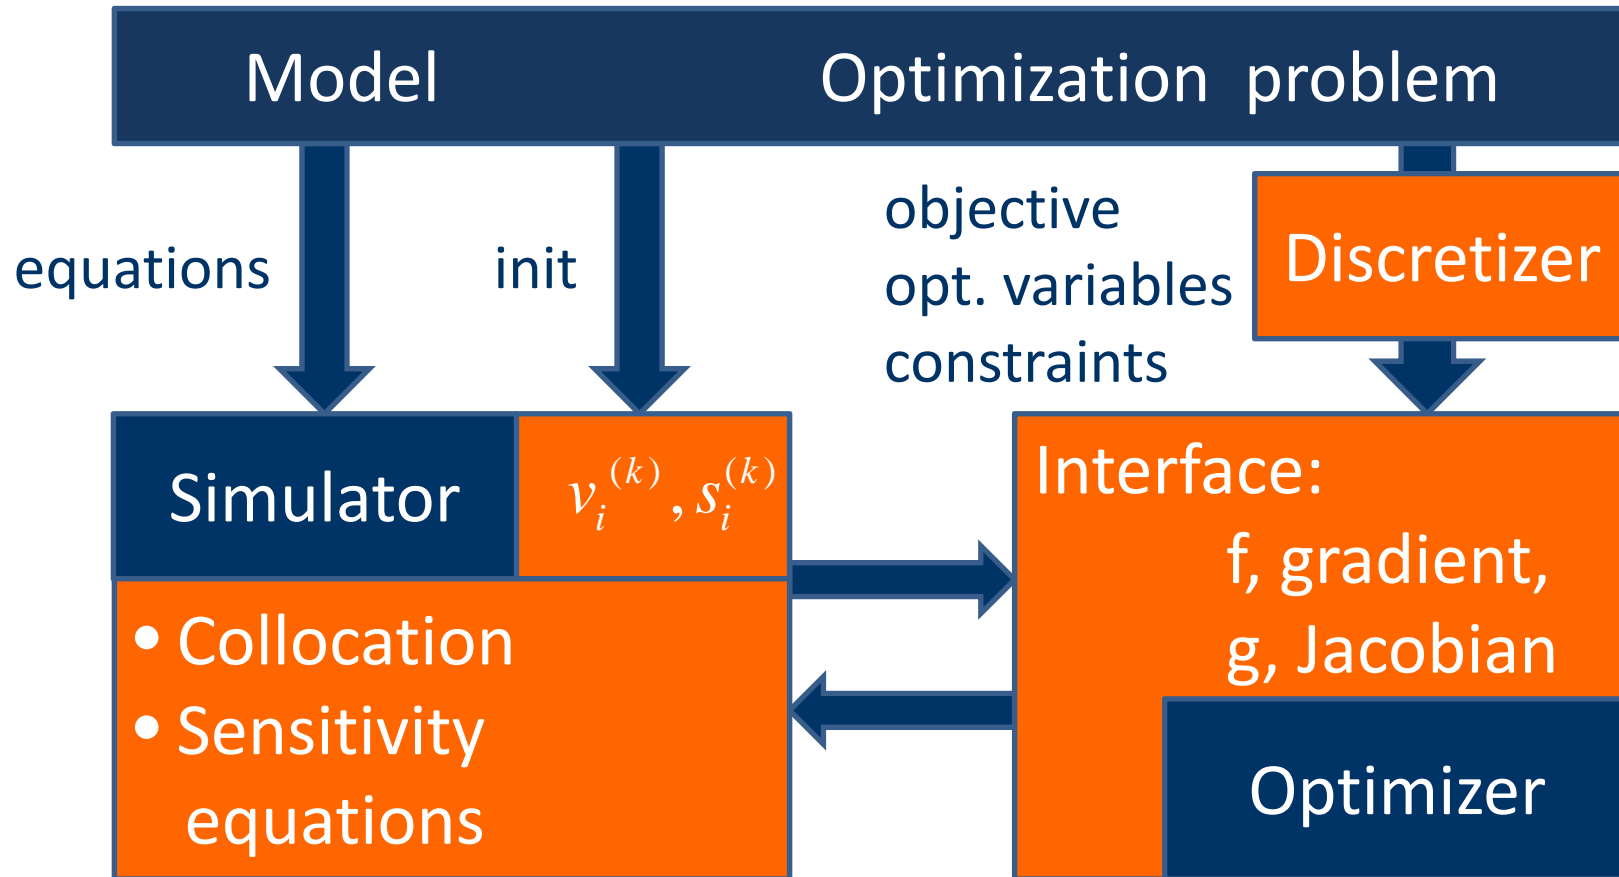 Model
Optimization problem
equations
init
objective
opt. variables
constraints
Discretizer
Simulator
v_i^(k), s_i^(k)
• Collocation
• Sensitivity
equations
Interface:
f, gradient,
g, Jacobian
Optimizer